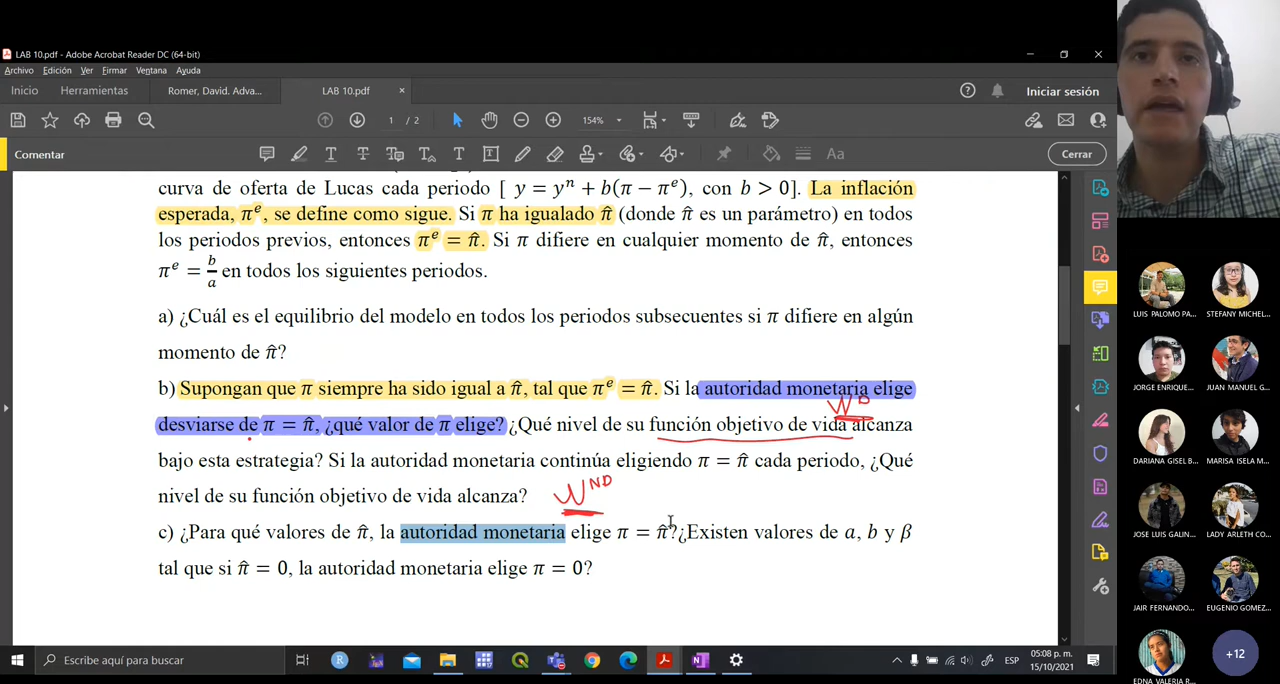 LAB 10.pdf - Adobe Acrobat Reader DC (64-bit)
Archivo Edición Ver Firmar Ventana Ayuda
Inicio Herramientas Romer, David. Adva... LAB 10.pdf × Iniciar sesión
1 / 2 154%
Comentar Aa Cerrar
curva de oferta de Lucas cada periodo [ y = yⁿ + b(π − πᵉ), con b > 0]. La inflación
esperada, πᵉ, se define como sigue. Si π ha igualado π̂ (donde π̂ es un parámetro) en todos
los periodos previos, entonces πᵉ = π̂. Si π difiere en cualquier momento de π̂, entonces
πᵉ = b/a en todos los siguientes periodos.
a) ¿Cuál es el equilibrio del modelo en todos los periodos subsecuentes si π difiere en algún
momento de π̂?
b) Supongan que π siempre ha sido igual a π̂, tal que πᵉ = π̂. Si la autoridad monetaria elige
W^D
desviarse de π = π̂, ¿qué valor de π elige? ¿Qué nivel de su función objetivo de vida alcanza
bajo esta estrategia? Si la autoridad monetaria continúa eligiendo π = π̂ cada periodo, ¿Qué
nivel de su función objetivo de vida alcanza? W^ND
c) ¿Para qué valores de π̂, la autoridad monetaria elige π = π̂?¿Existen valores de a, b y β
tal que si π̂ = 0, la autoridad monetaria elige π = 0?
LUIS PALOMO PA...
STEFANY MICHEL...
JORGE ENRIQUE...
JUAN MANUEL G...
DARIANA GISEL B...
MARISA ISELA M...
JOSE LUIS GALIN...
LADY ARLETH CO...
JAIR FERNANDO...
EUGENIO GOMEZ...
EDNA VALERIA R...
+12
Escribe aquí para buscar
ESP
05:08 p. m.
15/10/2021